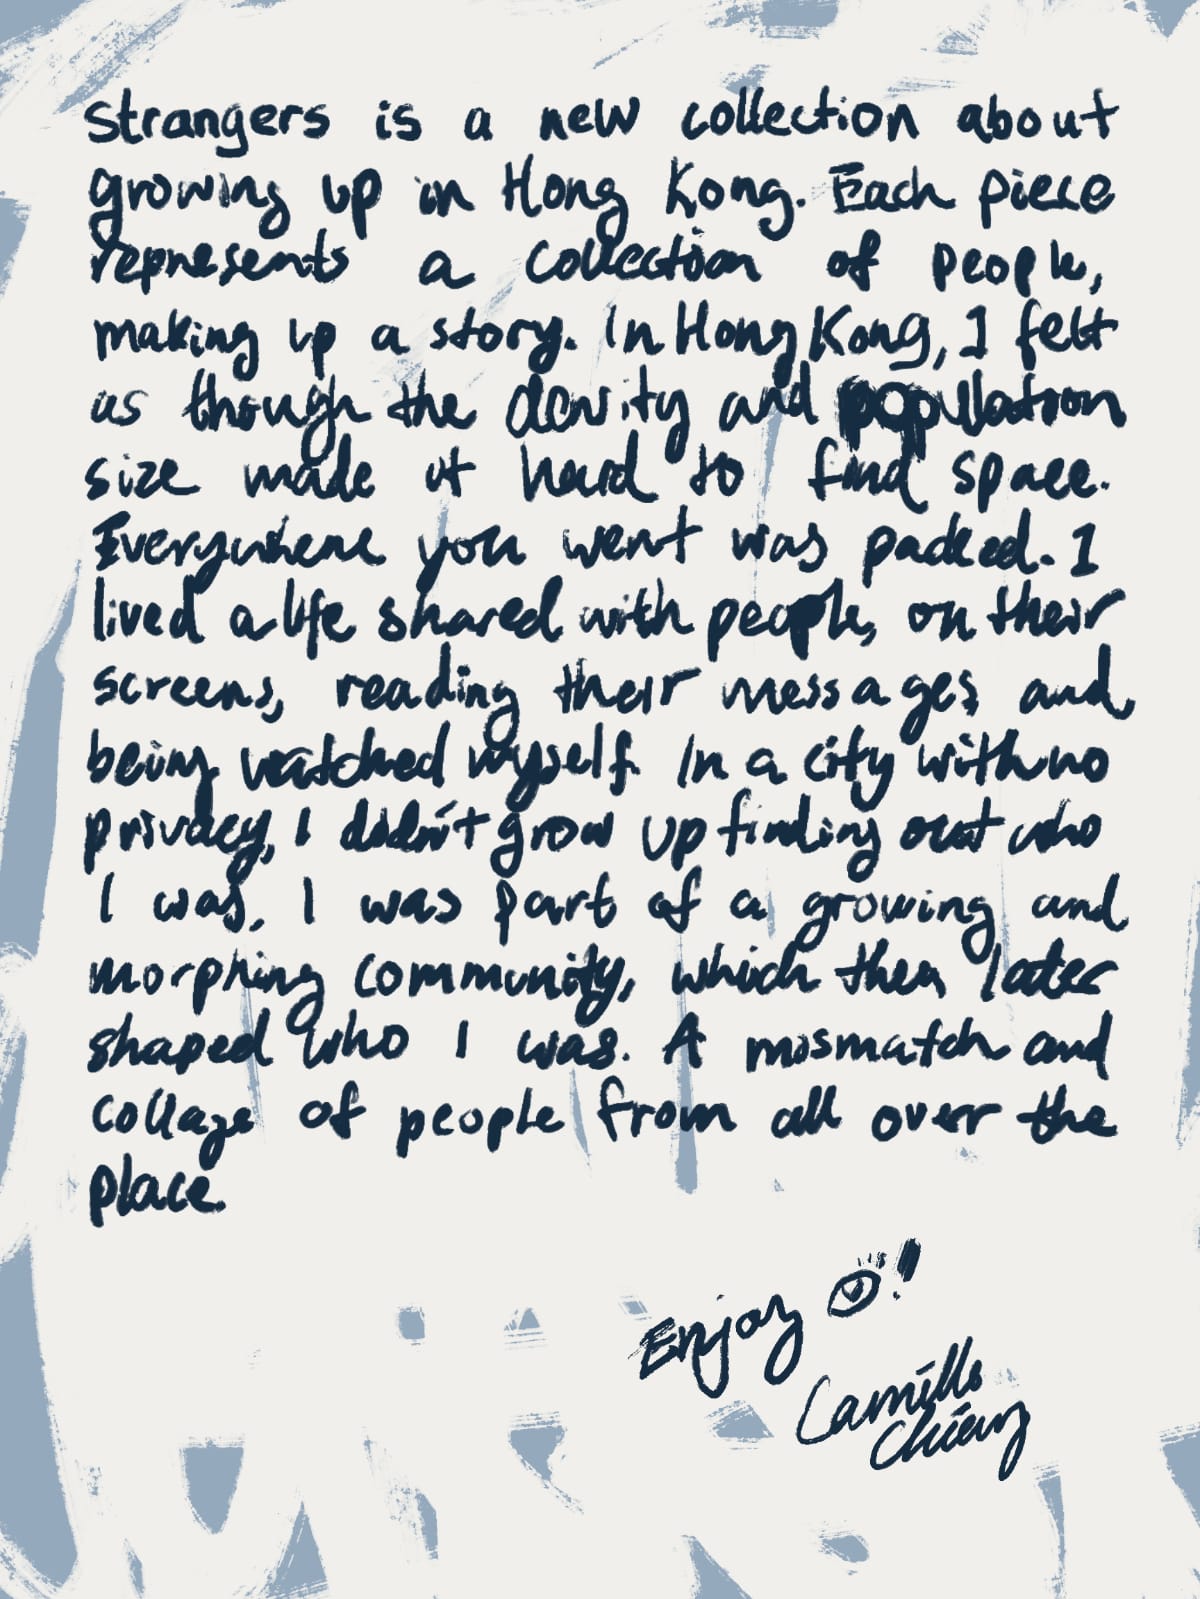 Strangers is a new collection about
growing up in Hong Kong. Each piece
represents a collection of people,
making up a story. In Hong Kong, I felt
as though the density and population
size made it hard to find space.
Everywhere you went was packed. I
lived a life shared with people, on their
screens, reading their messages, and
being watched myself. In a city with no
privacy, I didn't grow up finding out who
I was, I was part of a growing and
morphing community, which then later
shaped who I was. A mismatch and
collage of people from all over the
place.
Enjoy !
Camille
Chiang